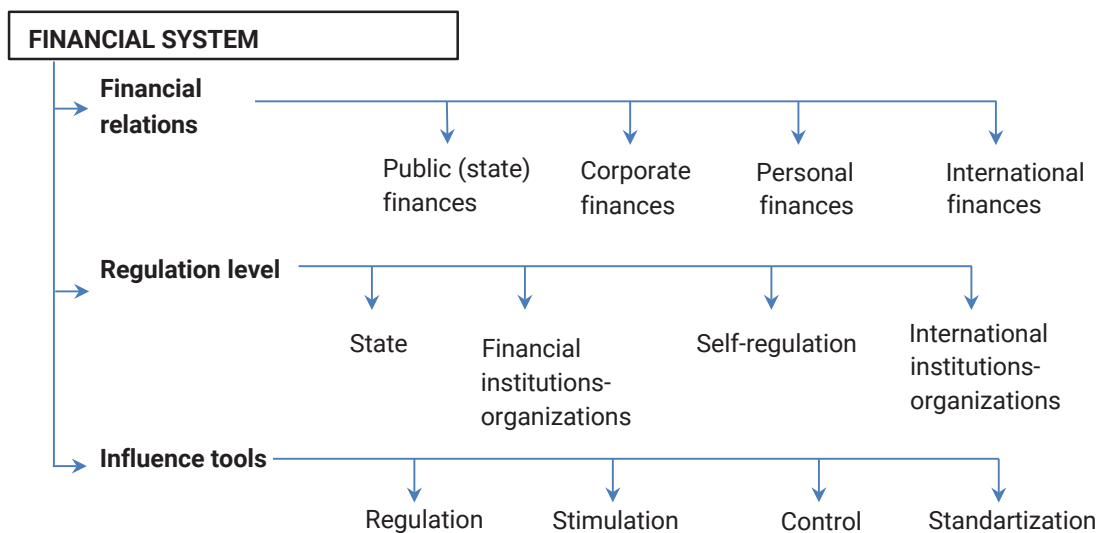 FINANCIAL SYSTEM
Financial
relations
Public (state)
finances
Corporate
finances
Personal
finances
International
finances
Regulation level
State
Financial
institutions-
organizations
Self-regulation
International
institutions-
organizations
Influence tools
Regulation
Stimulation
Control
Standartization